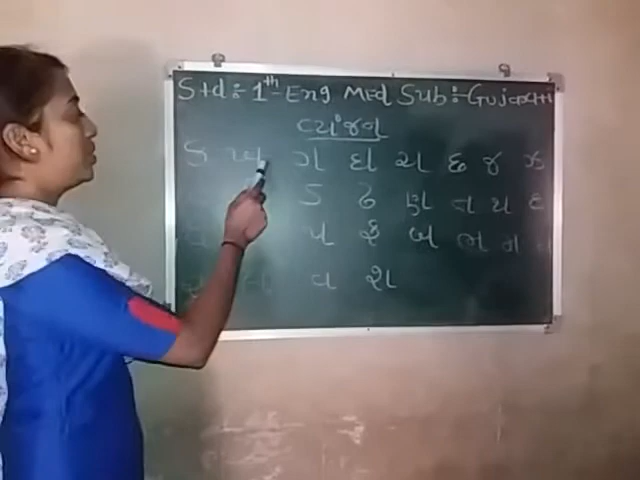 Std:- 1th Eng Med Sub:- Gujarati
વ્યંજન
ક ખ ગ ઘ ચ છ જ ઝ
ડ ઢ ણ ત થ દ
પ ફ બ ભ મ ય
વ શ